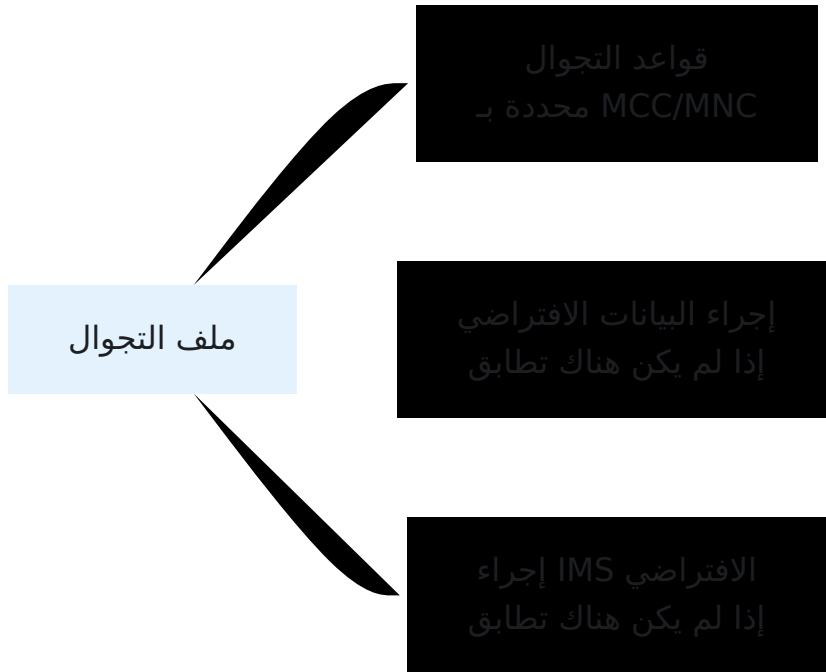 قواعد التجوال
محددة بـ MCC/MNC
ملف التجوال
إجراء البيانات الافتراضي
إذا لم يكن هناك تطابق
إجراء IMS الافتراضي
إذا لم يكن هناك تطابق